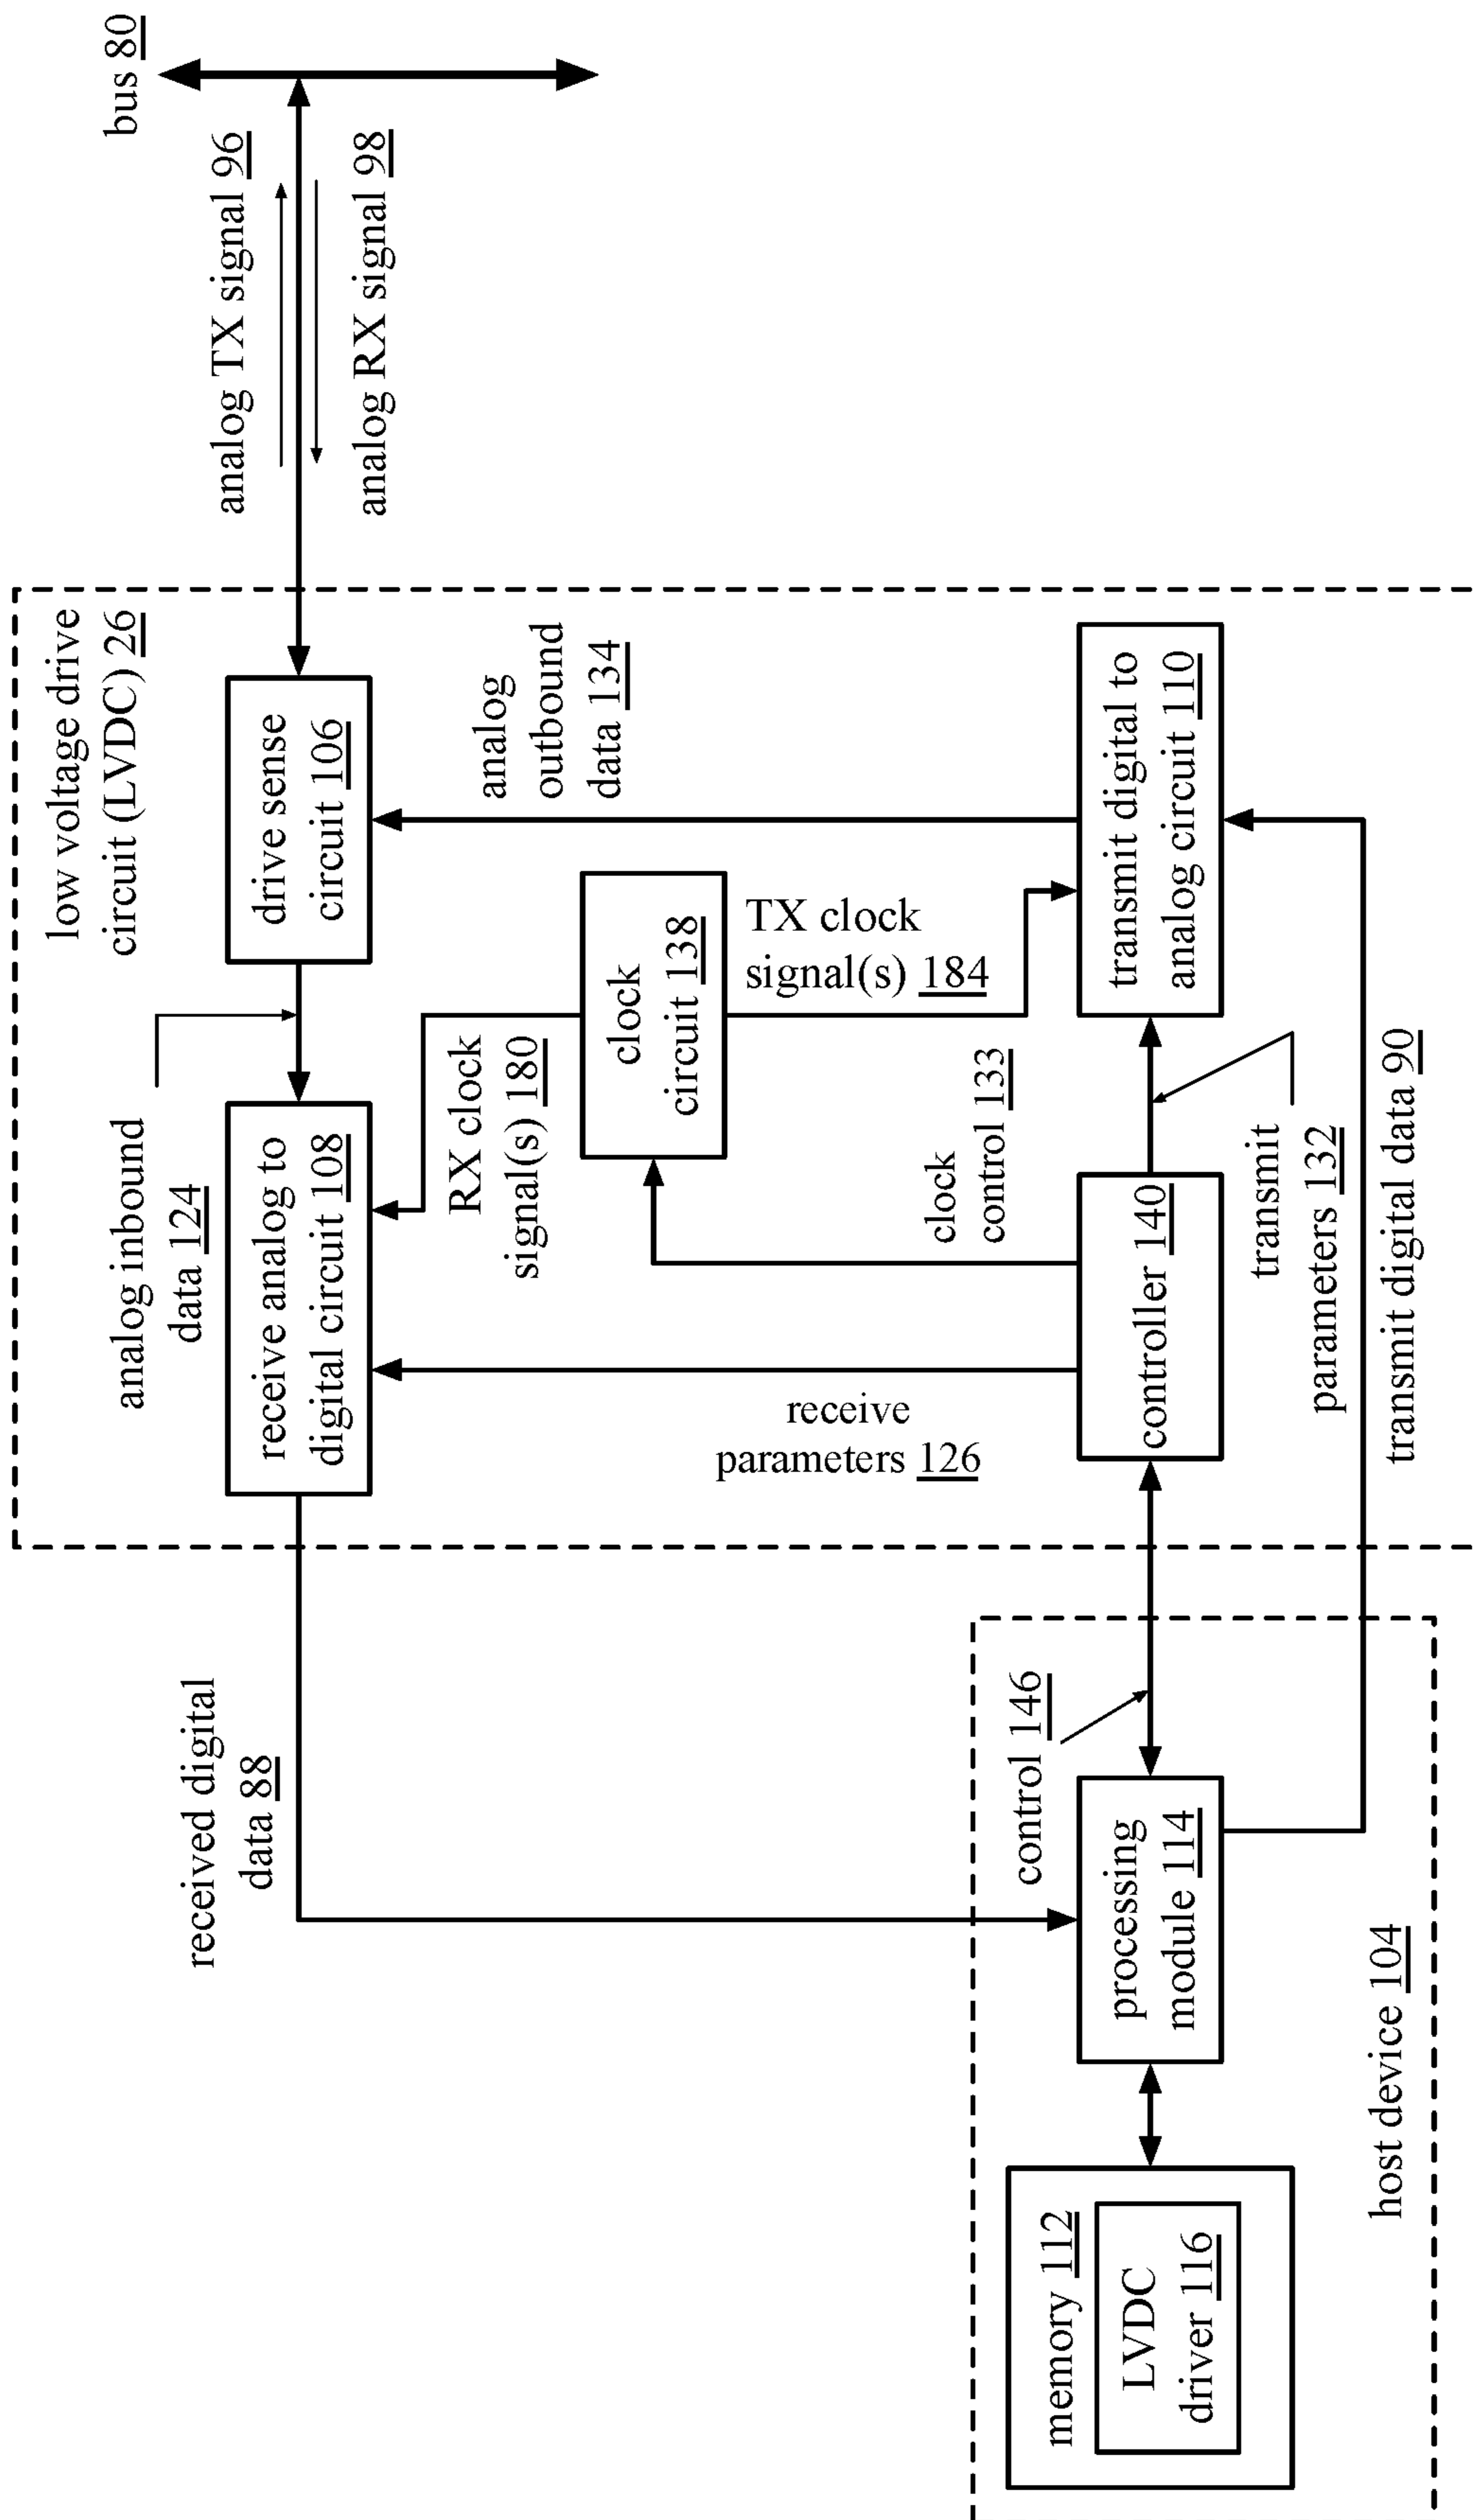 low voltage drive
circuit (LVDC) 26
bus 80
analog TX signal 96
analog RX signal 98
drive sense
circuit 106
analog inbound
data 124
receive analog to
digital circuit 108
received digital
data 88
analog
outbound
data 134
clock
circuit 138
RX clock
signal(s) 180
TX clock
signal(s) 184
clock
control 133
receive
parameters 126
transmit digital to
analog circuit 110
controller 140
transmit
parameters 132
transmit digital data 90
control 146
processing
module 114
memory 112
LVDC
driver 116
host device 104